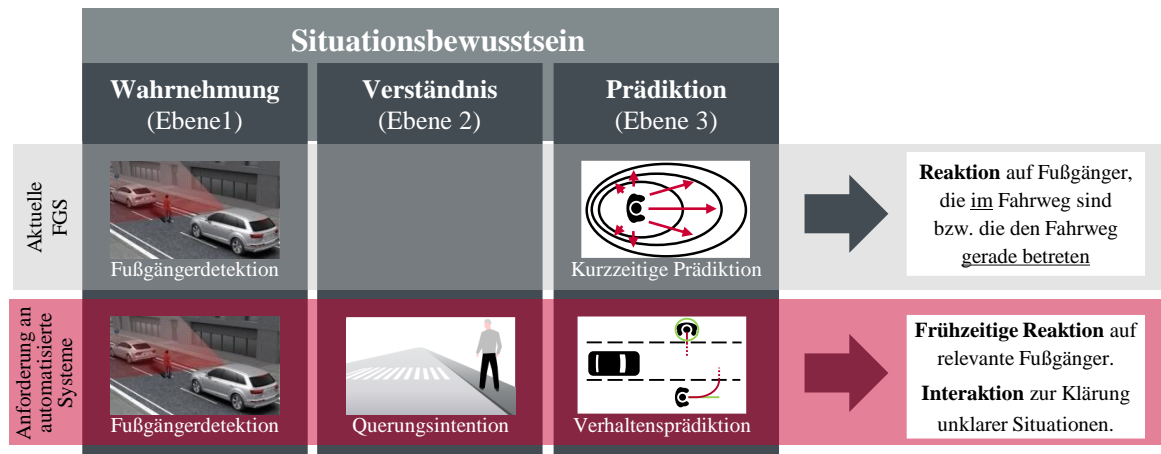 Situationsbewusstsein
Wahrnehmung
(Ebene1)
Verständnis
(Ebene 2)
Prädiktion
(Ebene 3)
Aktuelle
FGS
Fußgängerdetektion
Kurzzeitige Prädiktion
Reaktion auf Fußgänger,
die im Fahrweg sind
bzw. die den Fahrweg
gerade betreten
Anforderung an
automatisierte
Systeme
Fußgängerdetektion
Querungsintention
Verhaltensprädiktion
Frühzeitige Reaktion auf
relevante Fußgänger.
Interaktion zur Klärung
unklarer Situationen.